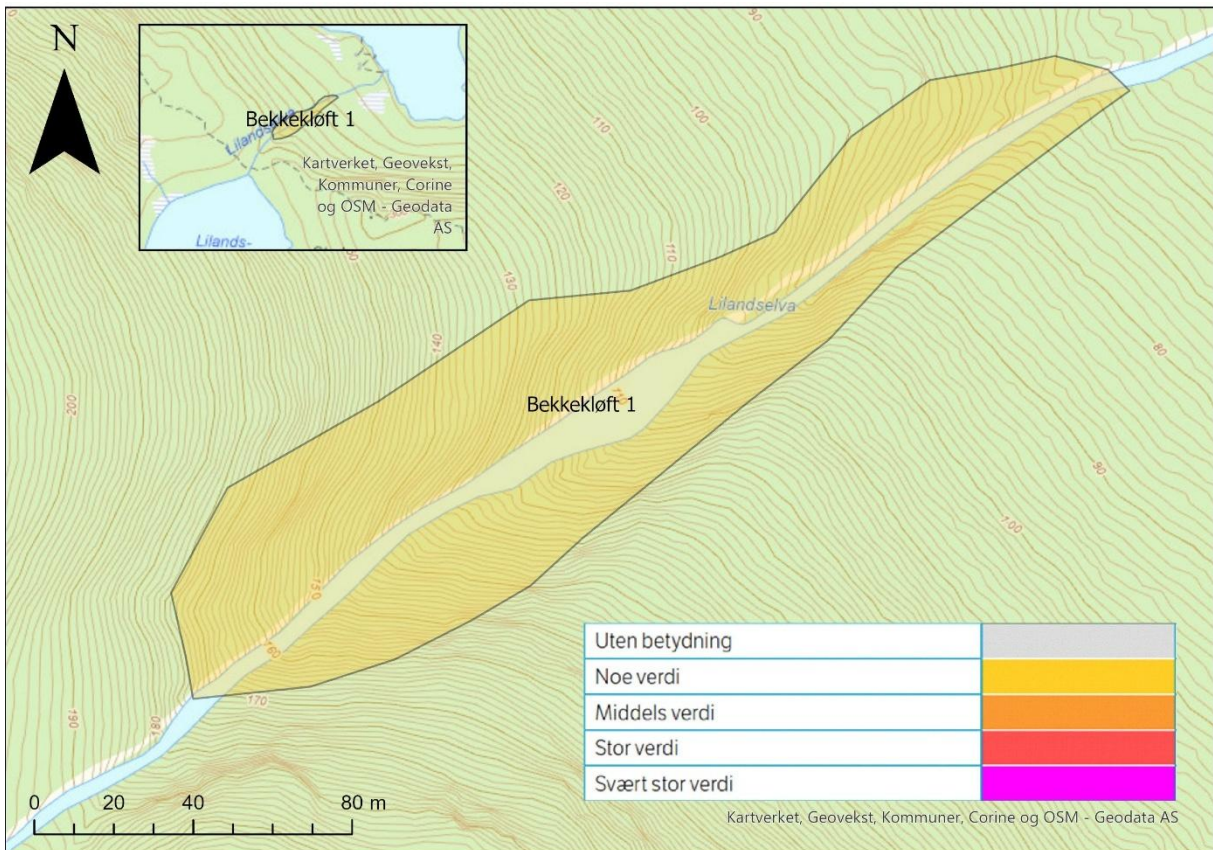 N
Bekkekløft 1
Lilandselva
Kartverket, Geovekst,
Kommuner, Corine
og OSM - Geodata
AS
Lilands-
90
100
110
120
130
110
140
200
Lilandselva
Bekkekløft 1
80
90
100
150
160
170
180
190
0 20 40 80 m
Uten betydning
Noe verdi
Middels verdi
Stor verdi
Svært stor verdi
Kartverket, Geovekst, Kommuner, Corine og OSM - Geodata AS